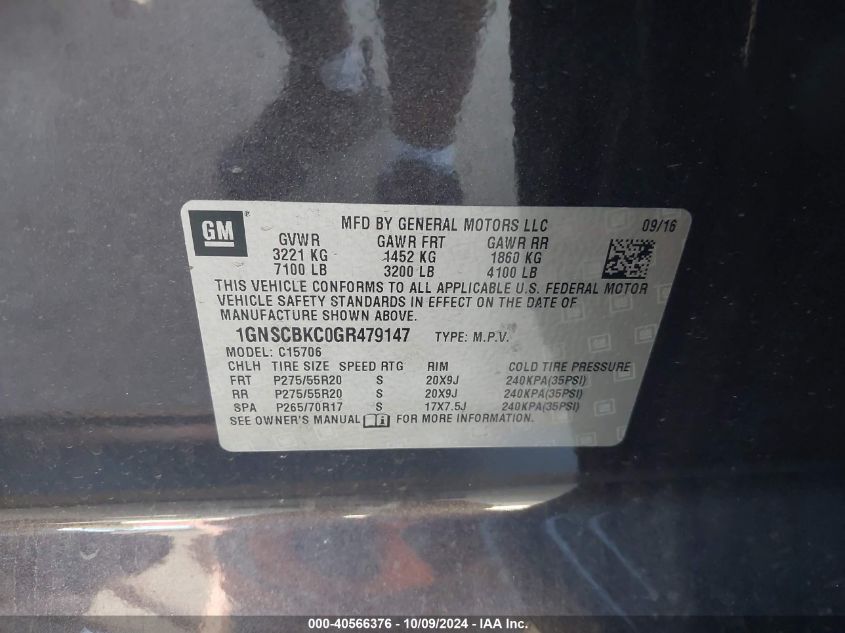 GM ® MFD BY GENERAL MOTORS LLC 09/16
GVWR GAWR FRT GAWR RR
3221 KG 1452 KG 1860 KG
7100 LB 3200 LB 4100 LB
THIS VEHICLE CONFORMS TO ALL APPLICABLE U.S. FEDERAL MOTOR
VEHICLE SAFETY STANDARDS IN EFFECT ON THE DATE OF
MANUFACTURE SHOWN ABOVE.
1GNSCBKC0GR479147 TYPE: M.P.V.
MODEL: C15706
CHLH TIRE SIZE SPEED RTG RIM COLD TIRE PRESSURE
FRT P275/55R20 S 20X9J 240KPA(35PSI)
RR P275/55R20 S 20X9J 240KPA(35PSI)
SPA P265/70R17 S 17X7.5J 240KPA(35PSI)
SEE OWNER'S MANUAL FOR MORE INFORMATION.
000-40566376 - 10/09/2024 - IAA Inc.